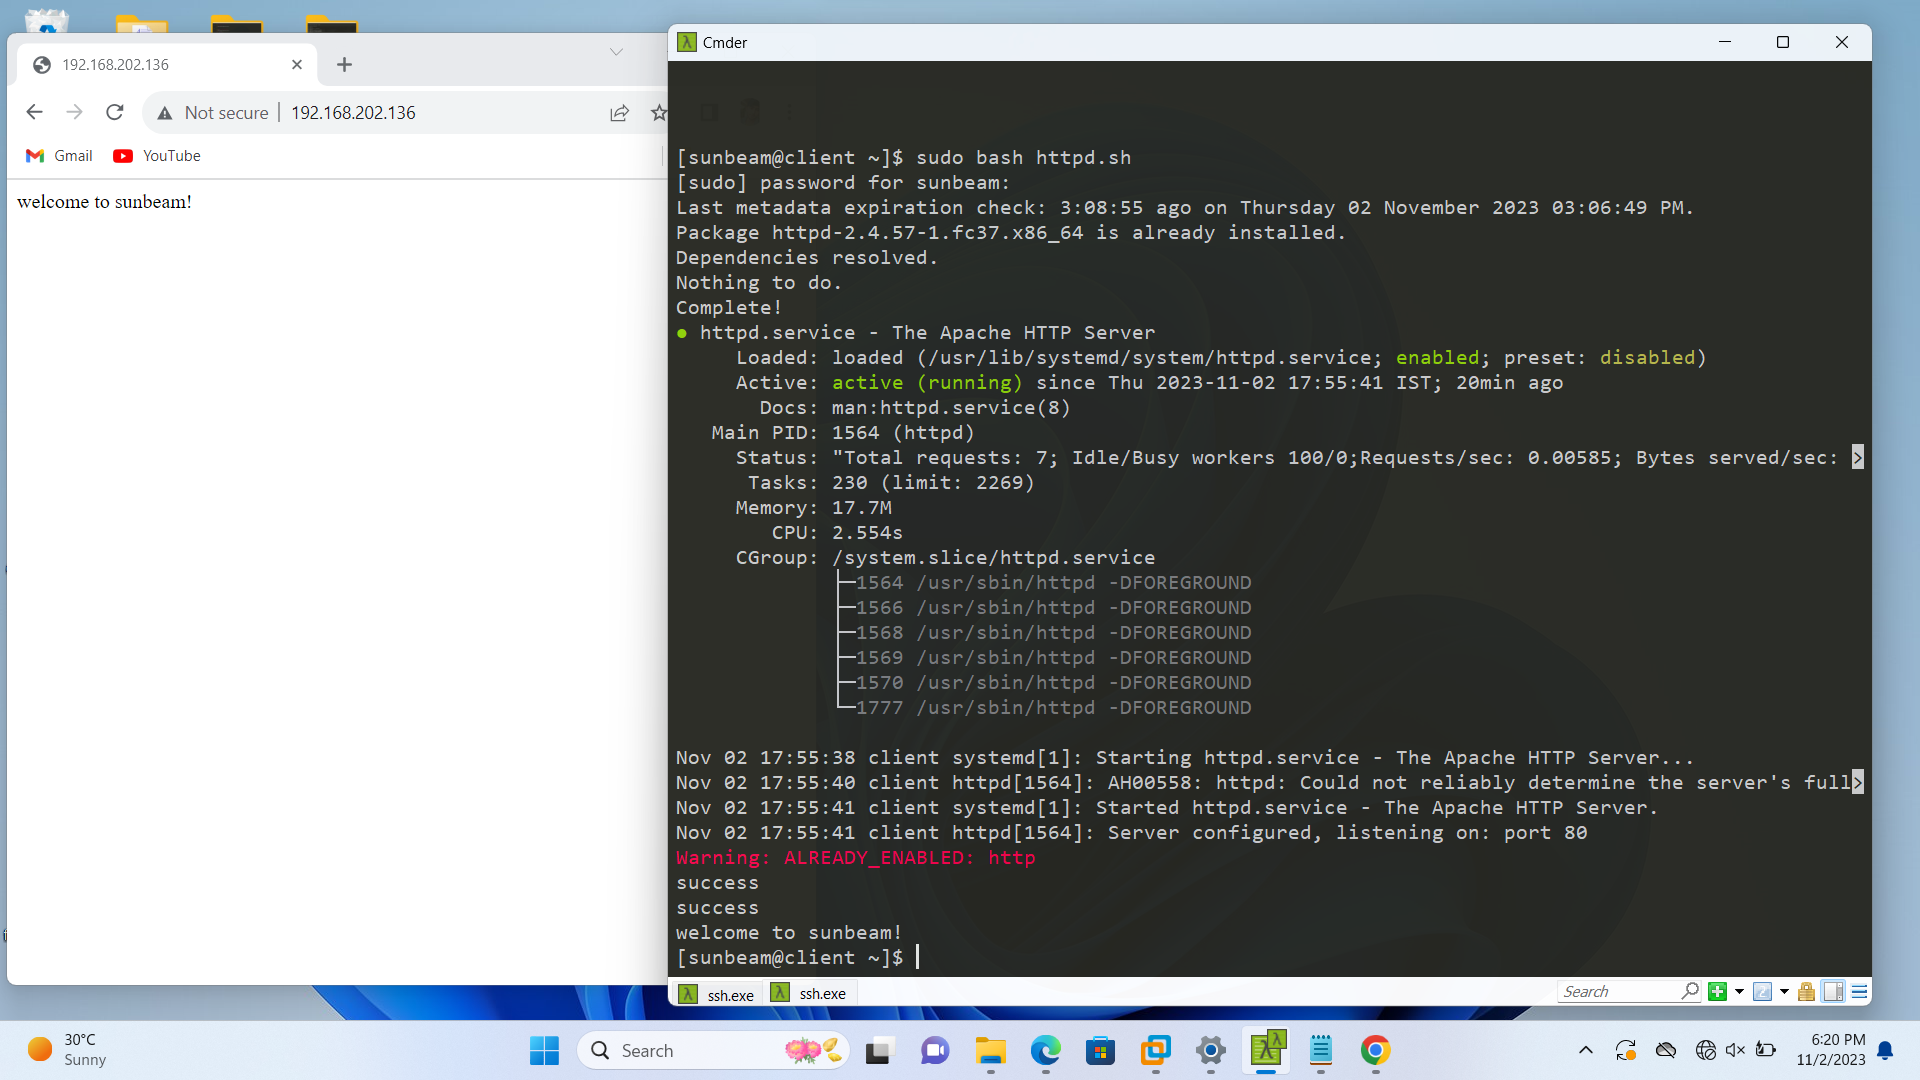 192.168.202.136
Not secure 192.168.202.136
Gmail YouTube
welcome to sunbeam!
Cmder
[sunbeam@client ~]$ sudo bash httpd.sh
[sudo] password for sunbeam:
Last metadata expiration check: 3:08:55 ago on Thursday 02 November 2023 03:06:49 PM.
Package httpd-2.4.57-1.fc37.x86_64 is already installed.
Dependencies resolved.
Nothing to do.
Complete!
● httpd.service - The Apache HTTP Server
Loaded: loaded (/usr/lib/systemd/system/httpd.service; enabled; preset: disabled)
Active: active (running) since Thu 2023-11-02 17:55:41 IST; 20min ago
Docs: man:httpd.service(8)
Main PID: 1564 (httpd)
Status: "Total requests: 7; Idle/Busy workers 100/0;Requests/sec: 0.00585; Bytes served/sec: >
Tasks: 230 (limit: 2269)
Memory: 17.7M
CPU: 2.554s
CGroup: /system.slice/httpd.service
├─1564 /usr/sbin/httpd -DFOREGROUND
├─1566 /usr/sbin/httpd -DFOREGROUND
├─1568 /usr/sbin/httpd -DFOREGROUND
├─1569 /usr/sbin/httpd -DFOREGROUND
├─1570 /usr/sbin/httpd -DFOREGROUND
└─1777 /usr/sbin/httpd -DFOREGROUND
Nov 02 17:55:38 client systemd[1]: Starting httpd.service - The Apache HTTP Server...
Nov 02 17:55:40 client httpd[1564]: AH00558: httpd: Could not reliably determine the server's full>
Nov 02 17:55:41 client systemd[1]: Started httpd.service - The Apache HTTP Server.
Nov 02 17:55:41 client httpd[1564]: Server configured, listening on: port 80
Warning: ALREADY_ENABLED: http
success
success
welcome to sunbeam!
[sunbeam@client ~]$
ssh.exe ssh.exe Search
30°C
Sunny
Search
6:20 PM
11/2/2023